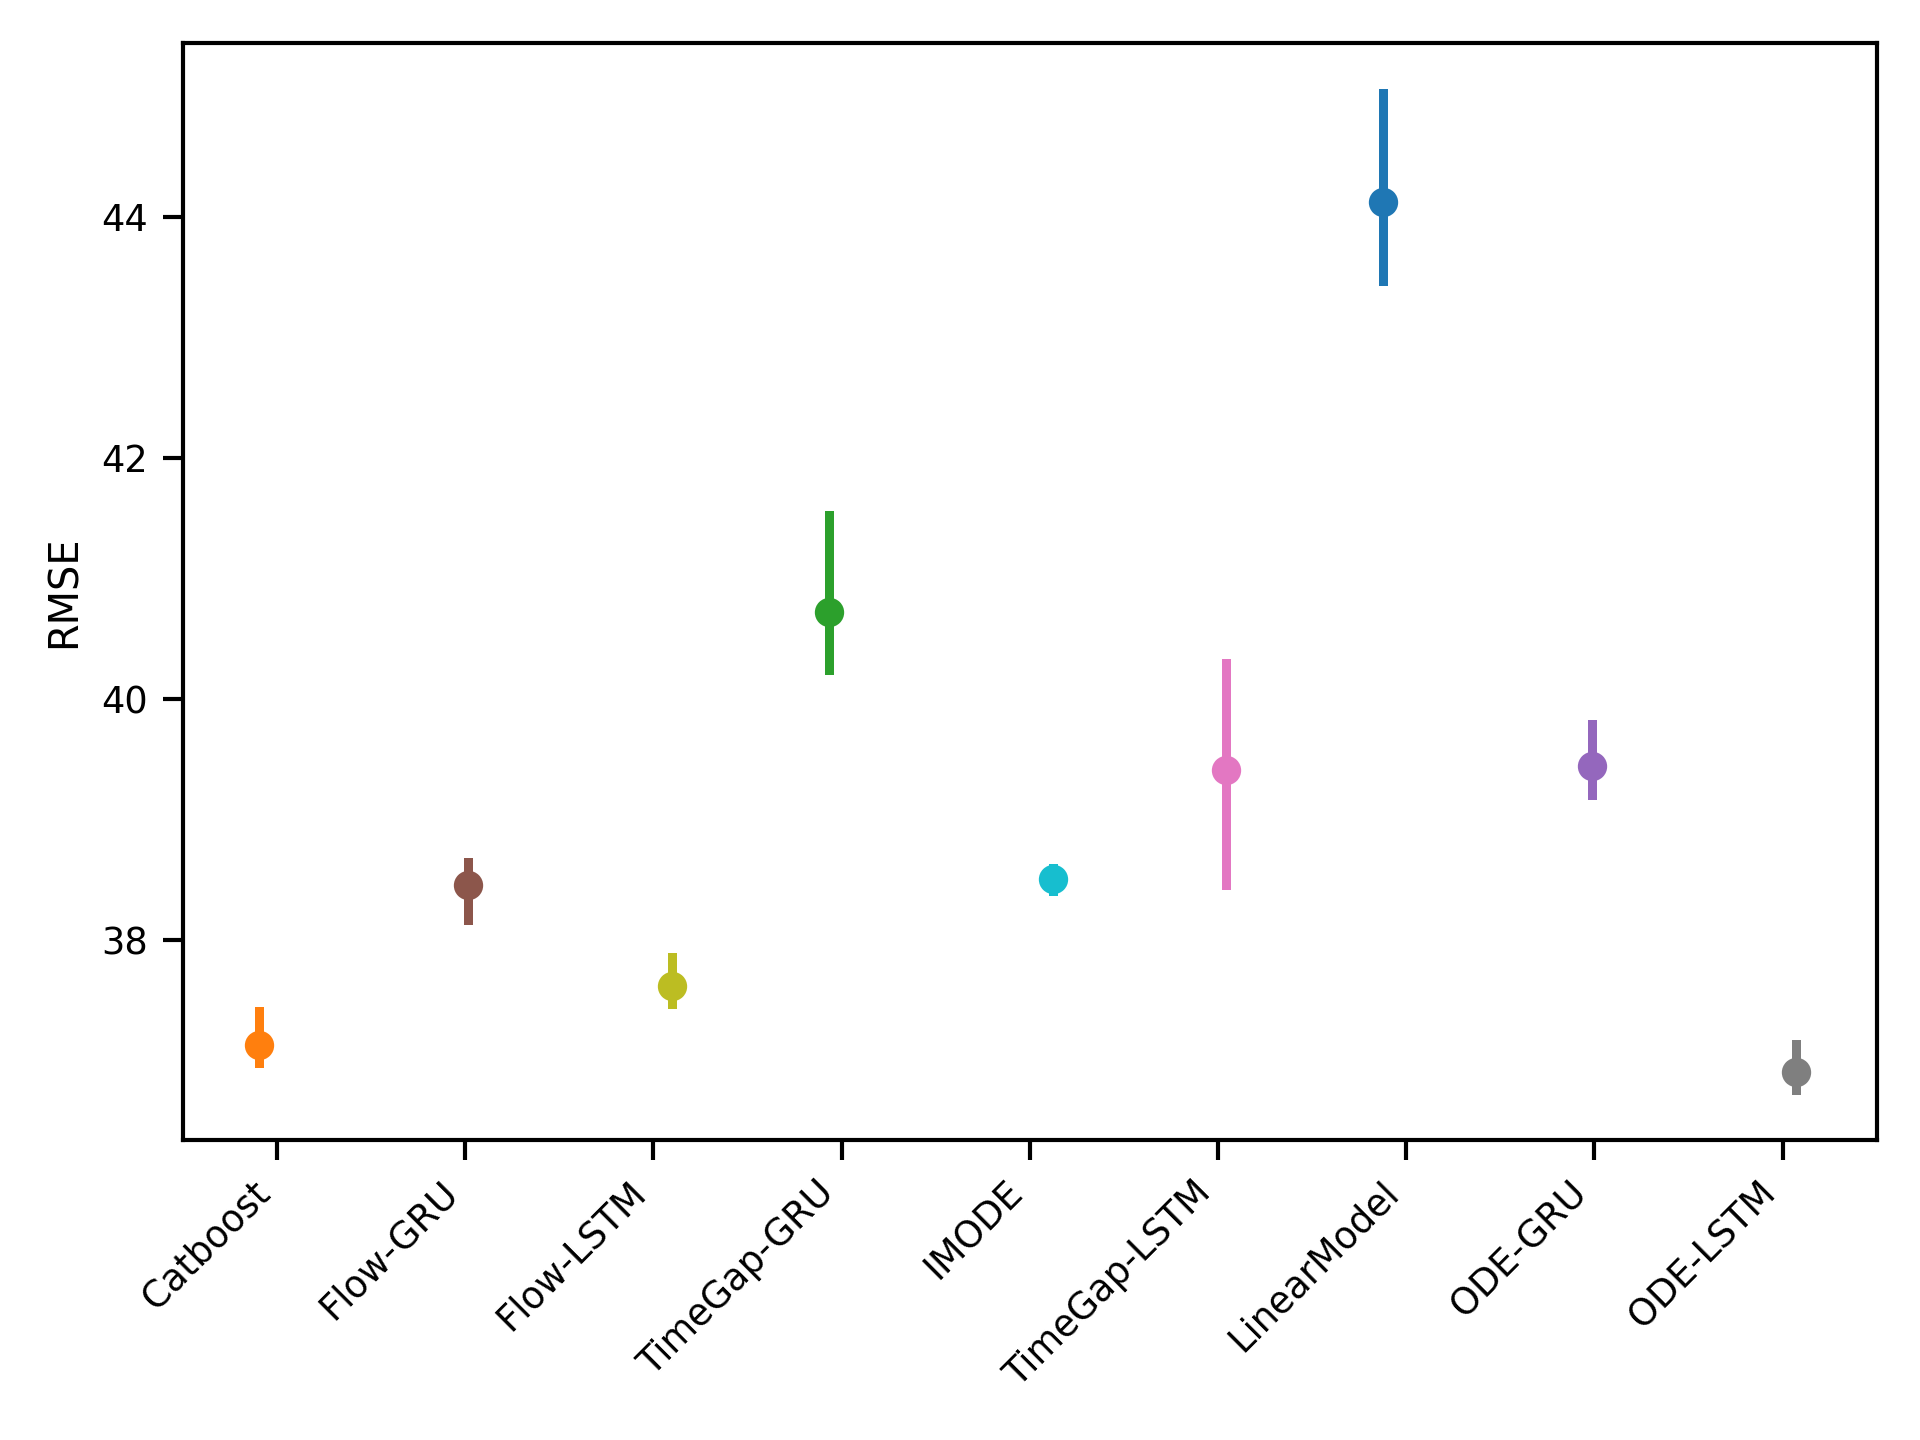 RMSE
44
42
40
38
Catboost
Flow-GRU
Flow-LSTM
TimeGap-GRU
IMODE
TimeGap-LSTM
LinearModel
ODE-GRU
ODE-LSTM